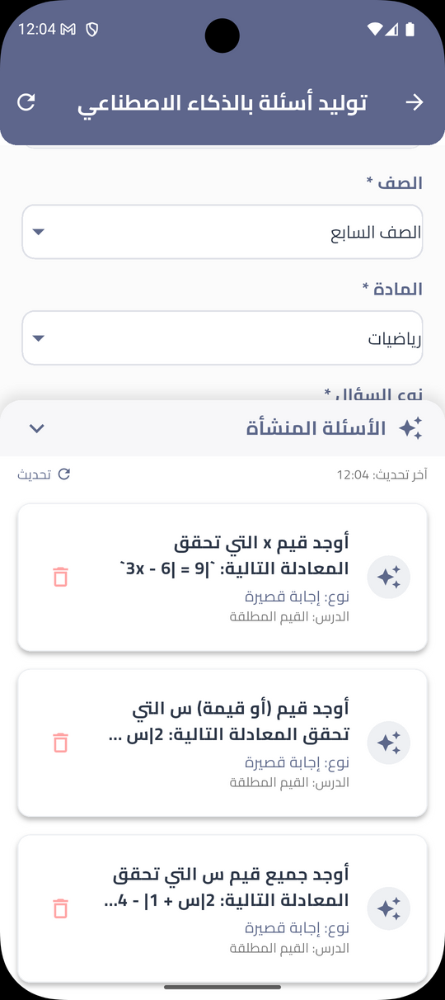 12:04
توليد أسئلة بالذكاء الاصطناعي
الصف *
الصف السابع
المادة *
رياضيات
نوع السؤال *
الأسئلة المنشأة
آخر تحديث: 12:04
تحديث
أوجد قيم x التي تحقق
المعادلة التالية: `|3x - 6| = 9`
نوع: إجابة قصيرة
الدرس: القيم المطلقة
أوجد قيم (أو قيمة) س التي
تحقق المعادلة التالية: 2|س ...
نوع: إجابة قصيرة
الدرس: القيم المطلقة
أوجد جميع قيم س التي تحقق
المعادلة التالية: 2|س + 1| - 4...
نوع: إجابة قصيرة
الدرس: القيم المطلقة